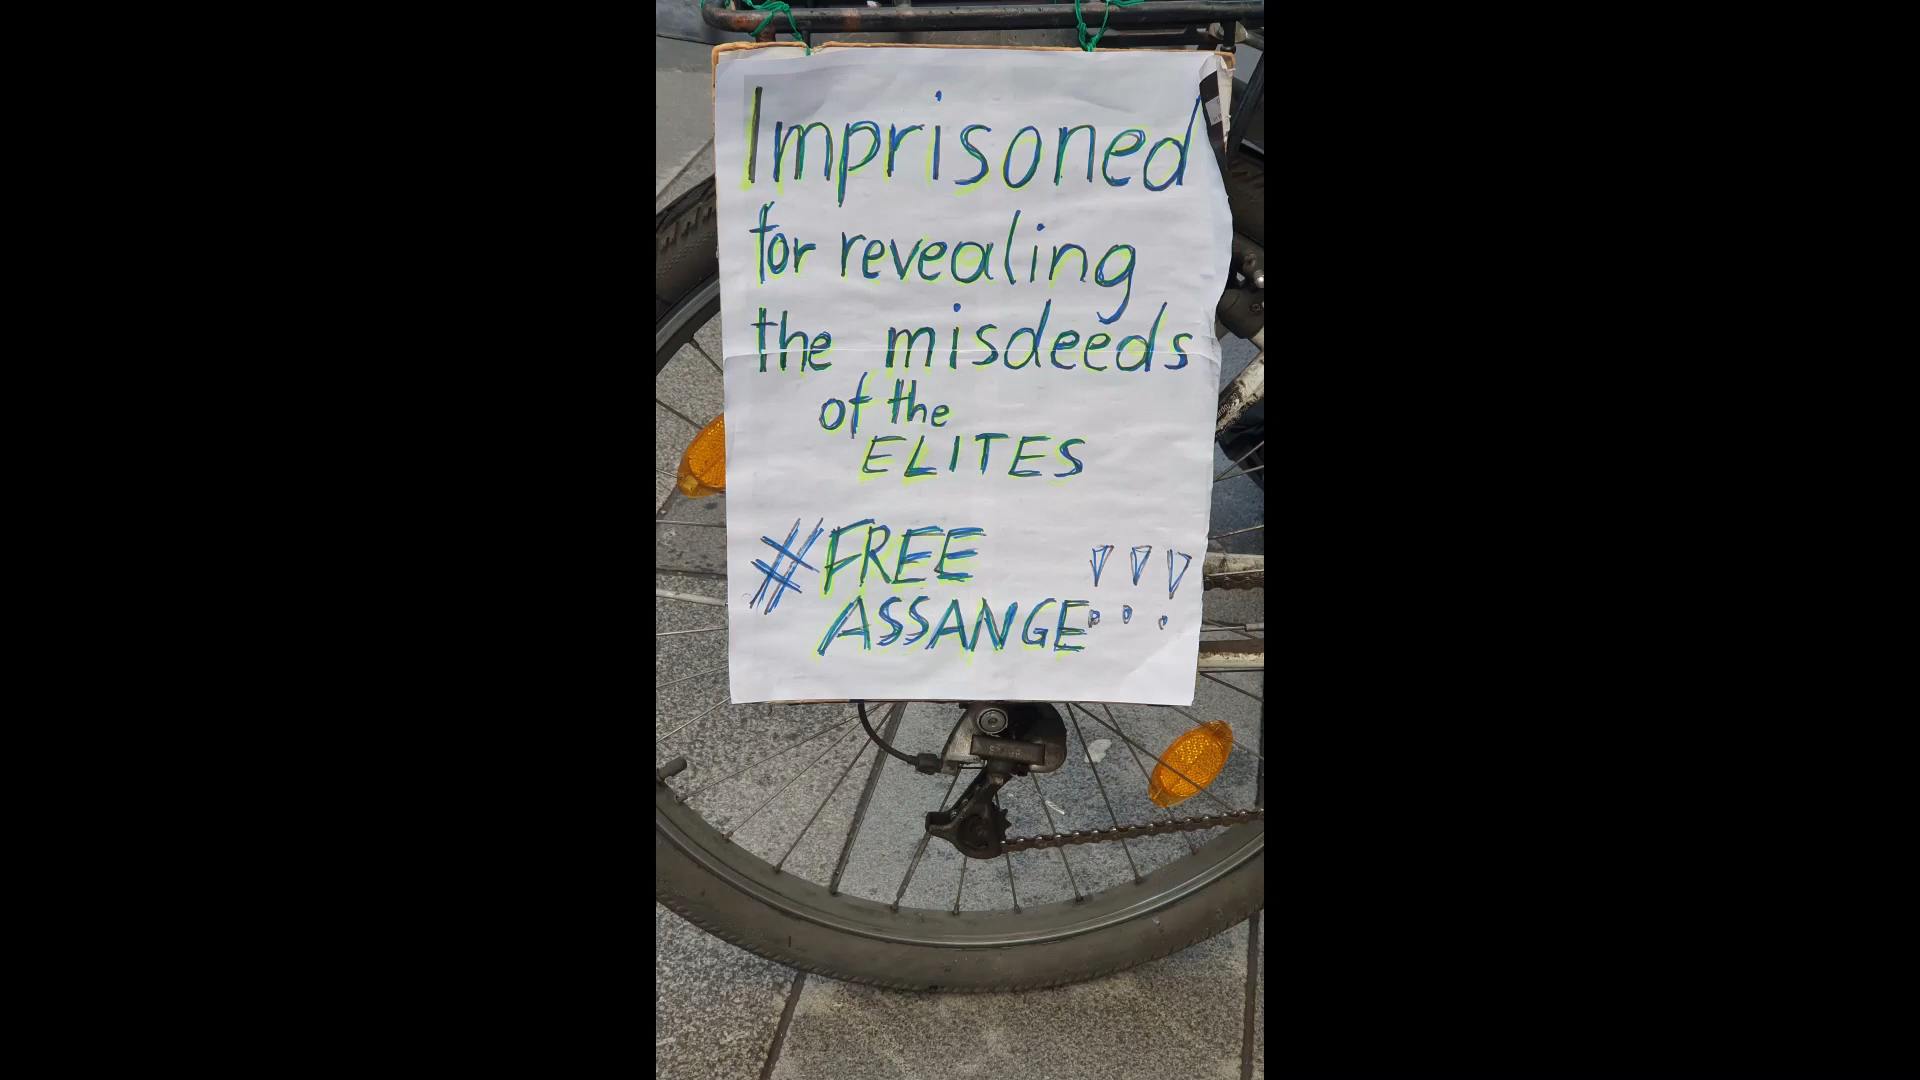 Imprisoned
for revealing
the misdeeds
of the
ELITES
#FREE
ASSANGE!!!